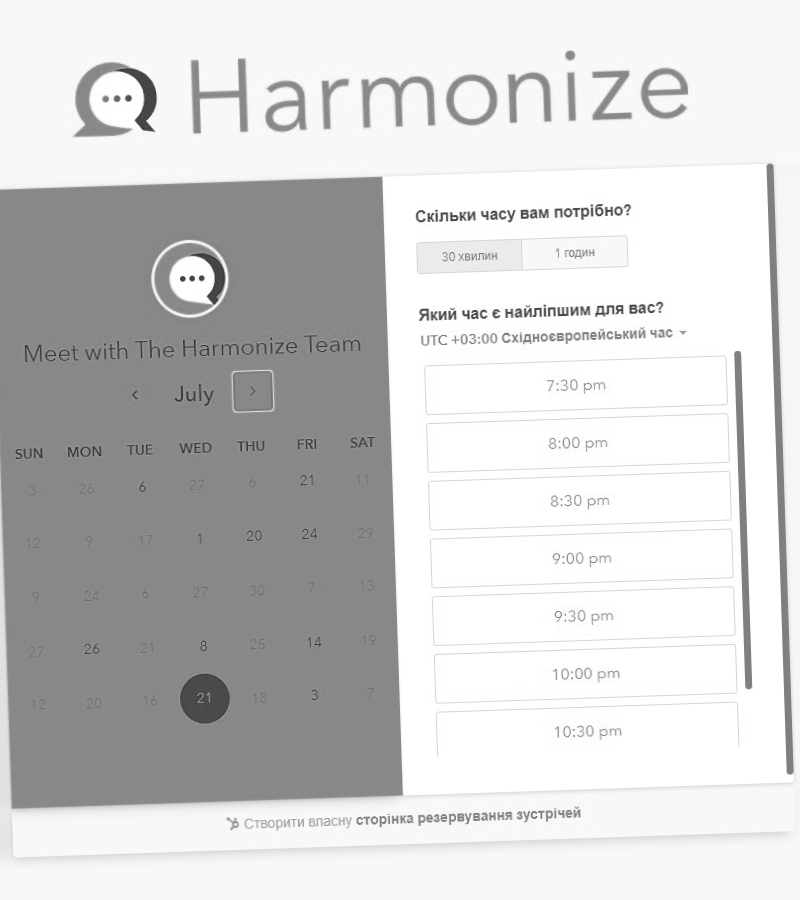 Harmonize
Meet with The Harmonize Team
July
SUN MON TUE WED THU FRI SAT
3 26 6 27 6 21 11
12 9 17 1 20 24 29
9 24 6 27 30 7 13
27 26 21 8 25 14 19
12 20 16 21 18 3 7
Скільки часу вам потрібно?
30 хвилин 1 годин
Який час є найліпшим для вас?
UTC +03:00 Східноєвропейський час
7:30 pm
8:00 pm
8:30 pm
9:00 pm
9:30 pm
10:00 pm
10:30 pm
Створити власну сторінка резервування зустрічей